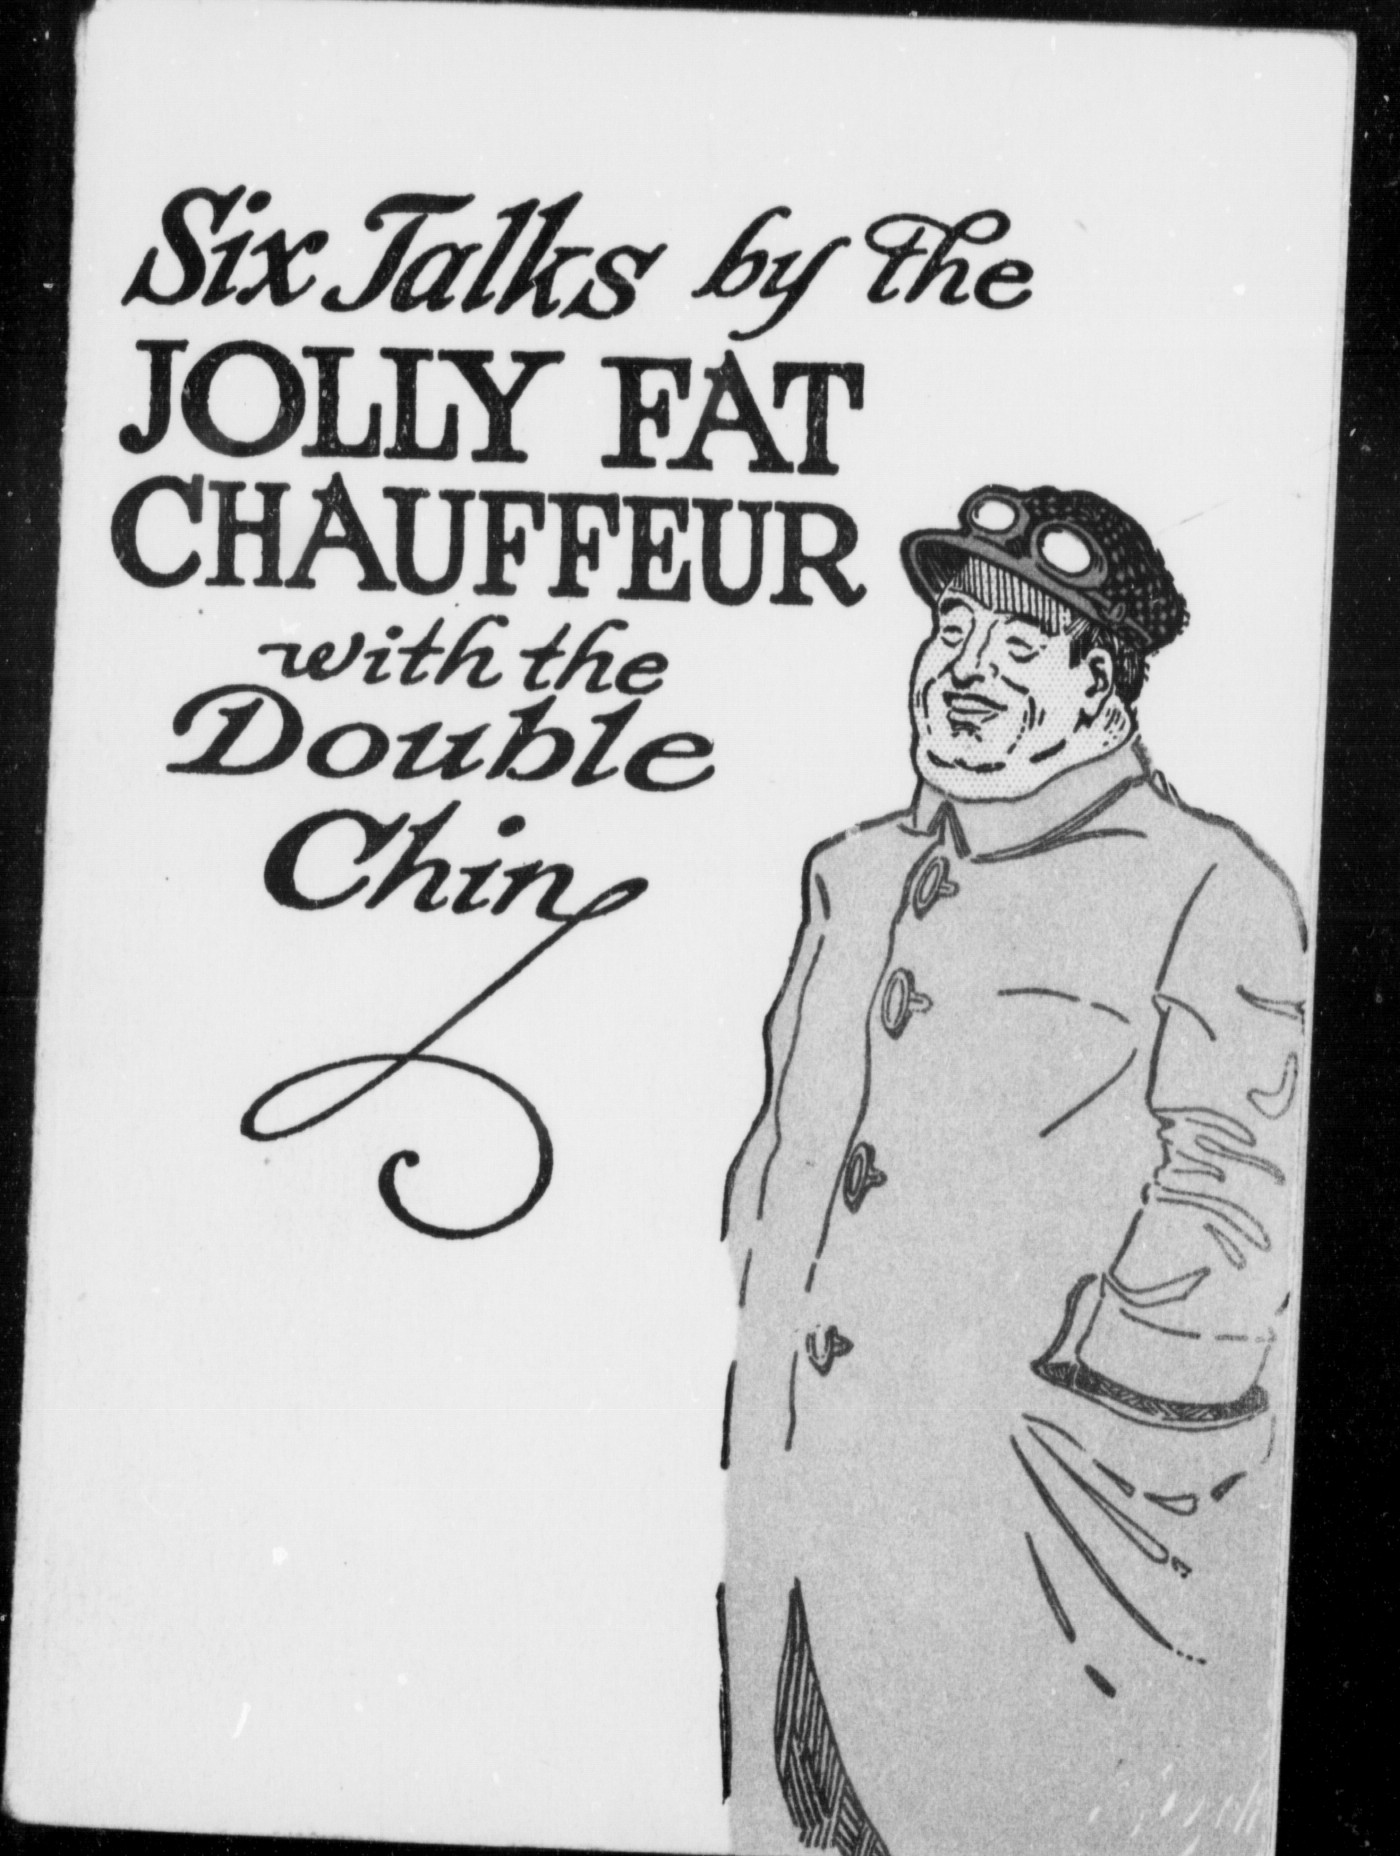 Six Talks by the
JOLLY FAT
CHAUFFEUR
with the
Double
Chin